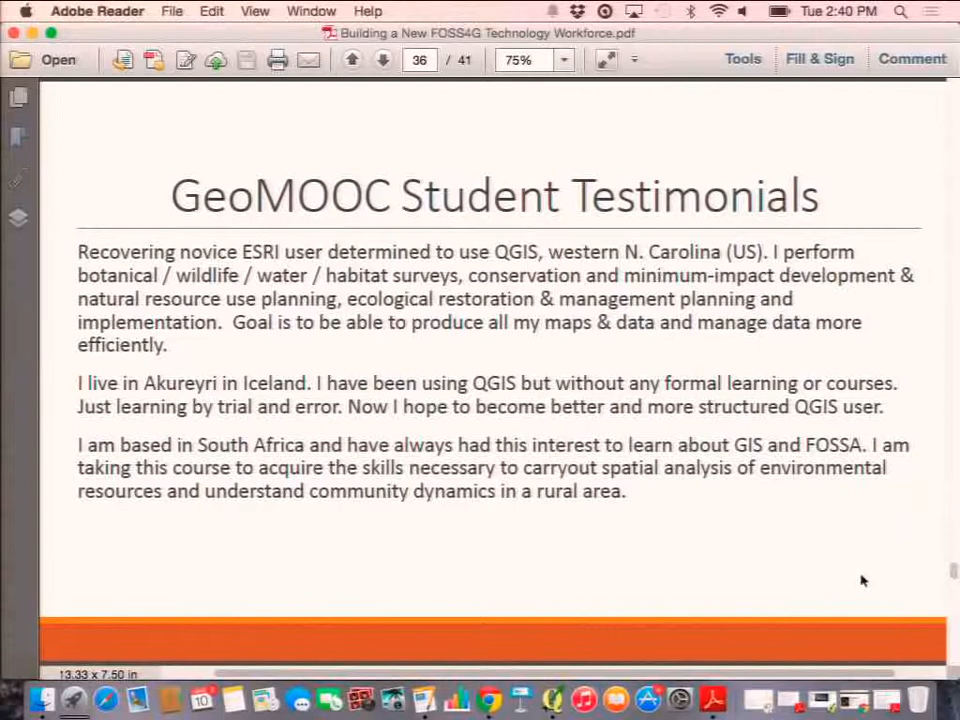 Adobe Reader File Edit View Window Help Tue 2:40 PM
Building a New FOSS4G Technology Workforce.pdf
Open 36 / 41 75% Tools Fill & Sign Comment
GeoMOOC Student Testimonials
Recovering novice ESRI user determined to use QGIS, western N. Carolina (US). I perform
botanical / wildlife / water / habitat surveys, conservation and minimum-impact development &
natural resource use planning, ecological restoration & management planning and
implementation.  Goal is to be able to produce all my maps & data and manage data more
efficiently.
I live in Akureyri in Iceland. I have been using QGIS but without any formal learning or courses.
Just learning by trial and error. Now I hope to become better and more structured QGIS user.
I am based in South Africa and have always had this interest to learn about GIS and FOSSA. I am
taking this course to acquire the skills necessary to carryout spatial analysis of environmental
resources and understand community dynamics in a rural area.
13.33 x 7.50 in
10